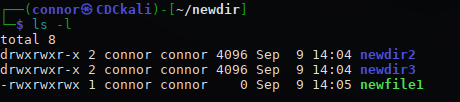 ┌──(connor㉿CDCkali)-[~/newdir]
└─$ ls -l
total 8
drwxrwxr-x 2 connor connor 4096 Sep  9 14:04 newdir2
drwxrwxr-x 2 connor connor 4096 Sep  9 14:04 newdir3
-rwxrwxrwx 1 connor connor    0 Sep  9 14:05 newfile1